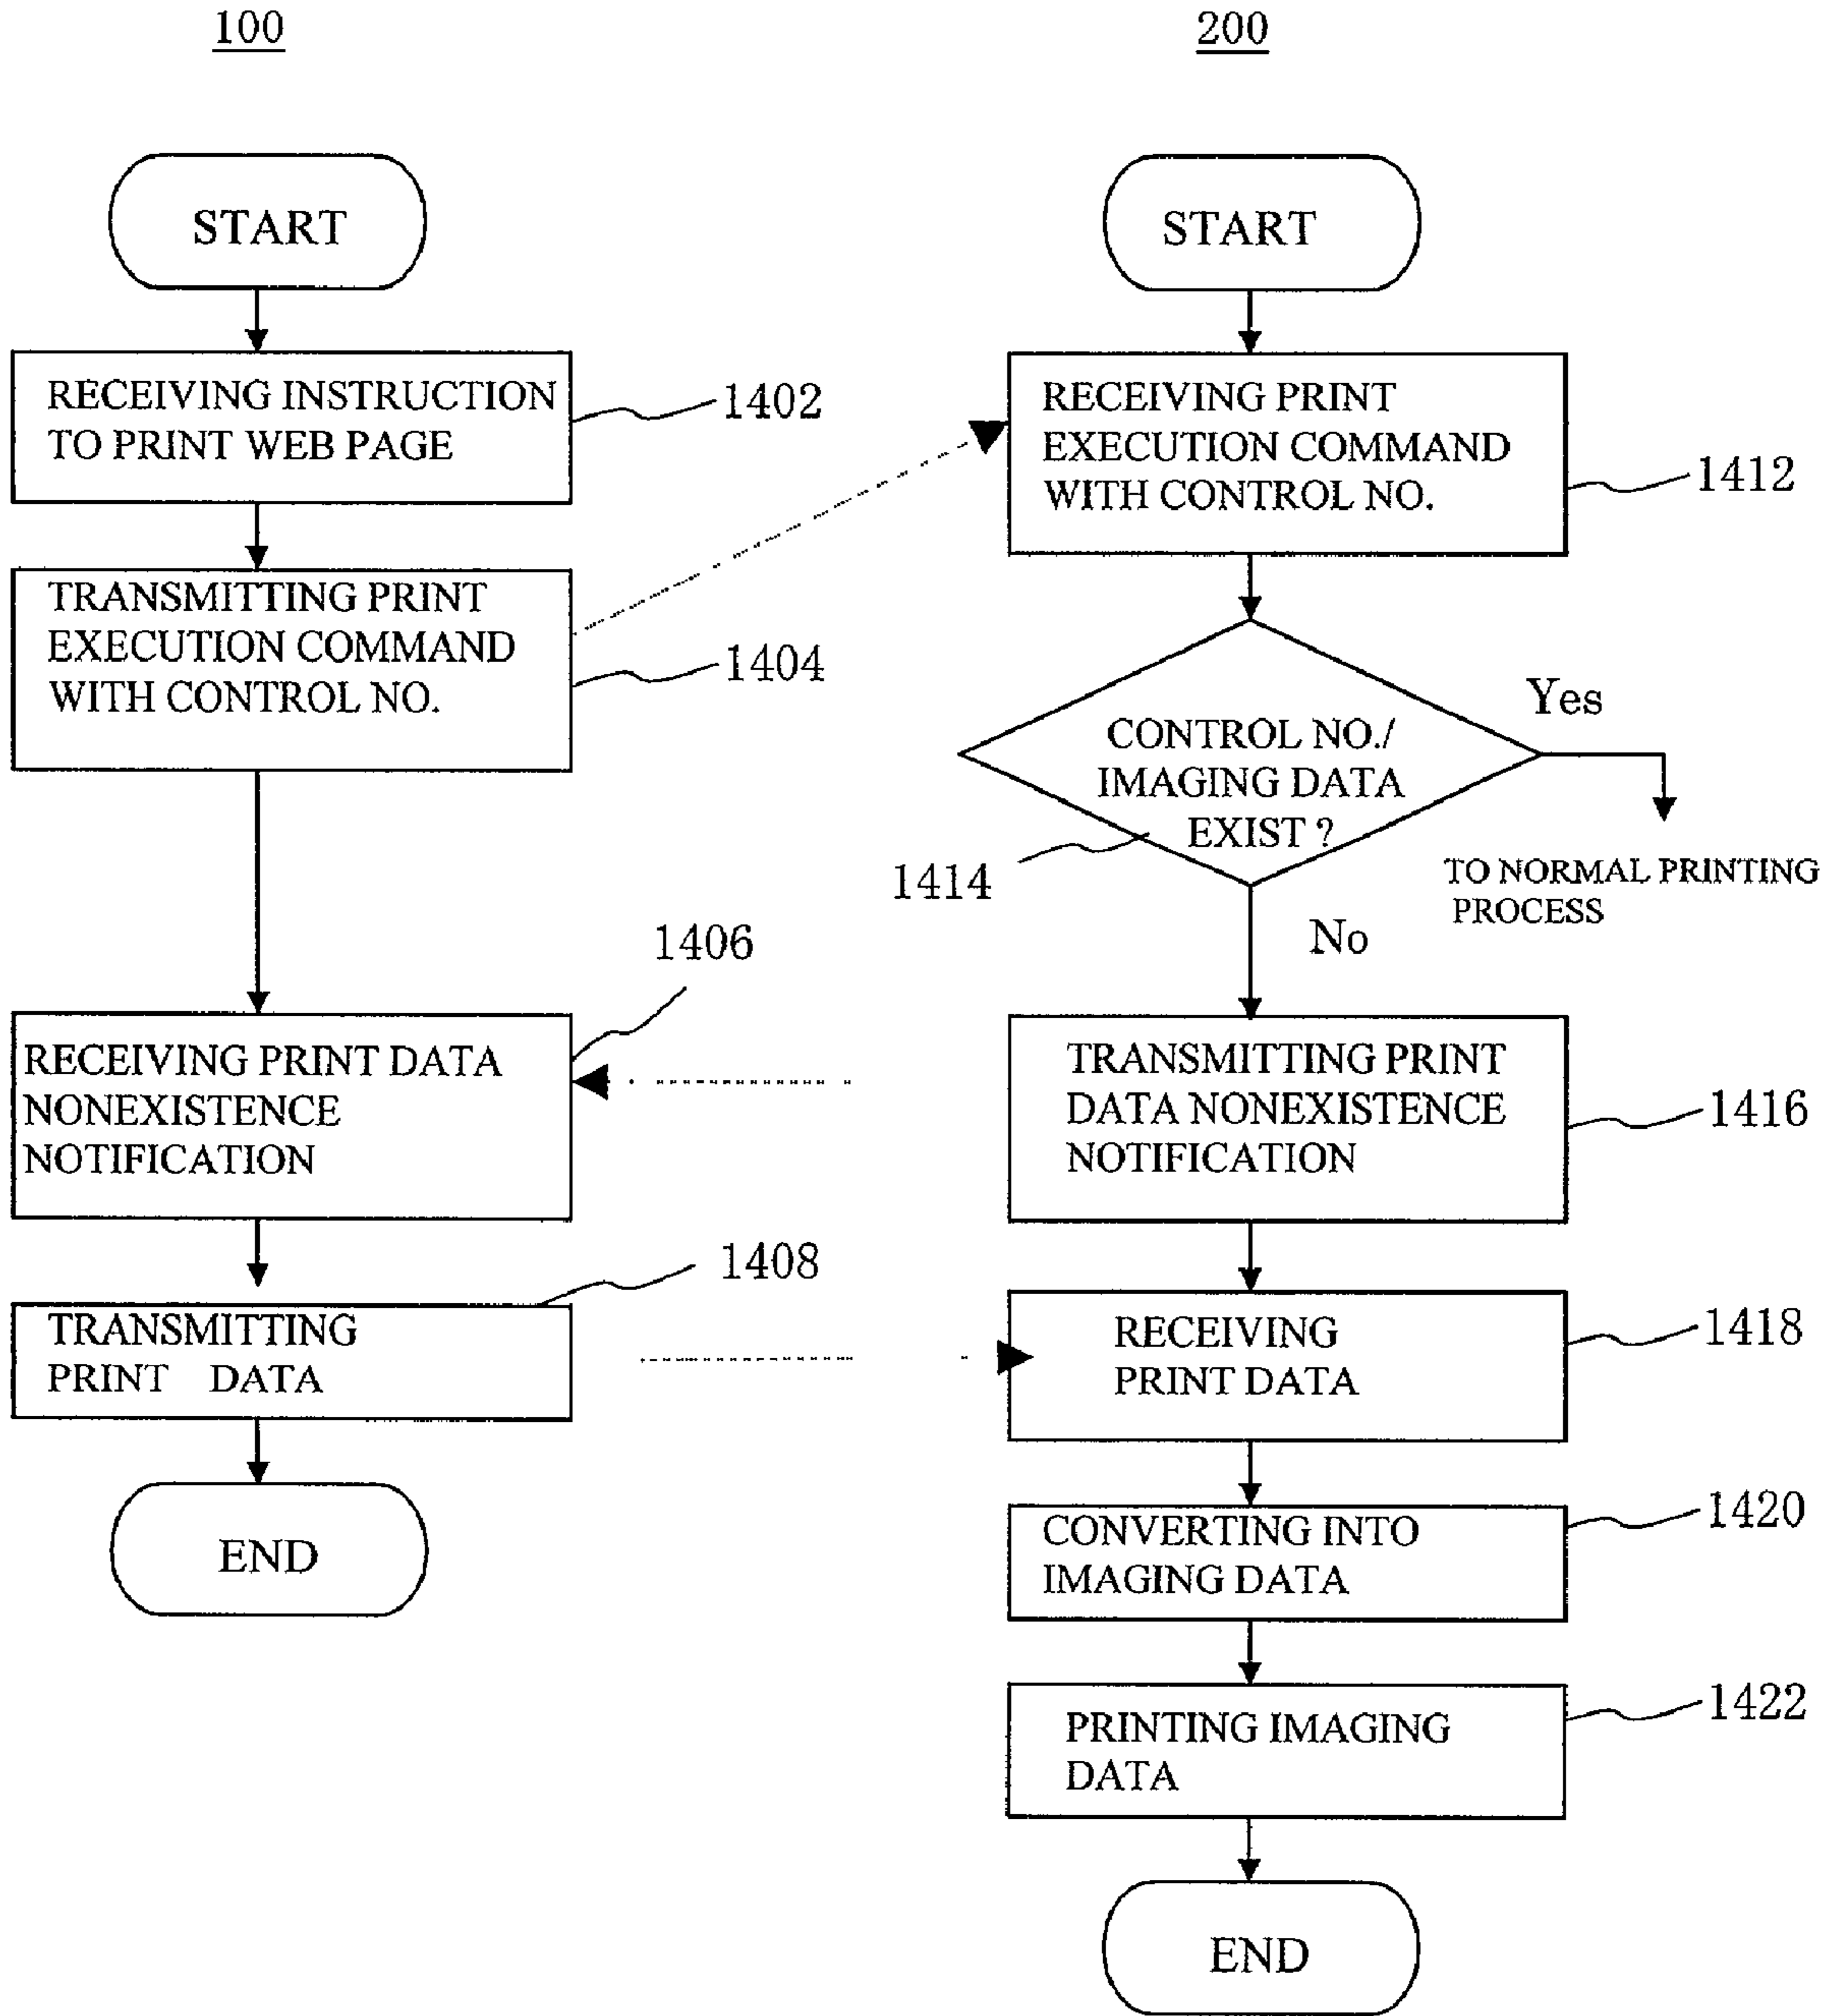 100
START
RECEIVING INSTRUCTION
TO PRINT WEB PAGE
1402
TRANSMITTING PRINT
EXECUTION COMMAND
WITH CONTROL NO.
1404
1406
RECEIVING PRINT DATA
NONEXISTENCE
NOTIFICATION
1408
TRANSMITTING
PRINT DATA
END
200
START
RECEIVING PRINT
EXECUTION COMMAND
WITH CONTROL NO.
1412
CONTROL NO./
IMAGING DATA
EXIST ?
1414
Yes
TO NORMAL PRINTING
PROCESS
No
TRANSMITTING PRINT
DATA NONEXISTENCE
NOTIFICATION
1416
RECEIVING
PRINT DATA
1418
CONVERTING INTO
IMAGING DATA
1420
PRINTING IMAGING
DATA
1422
END